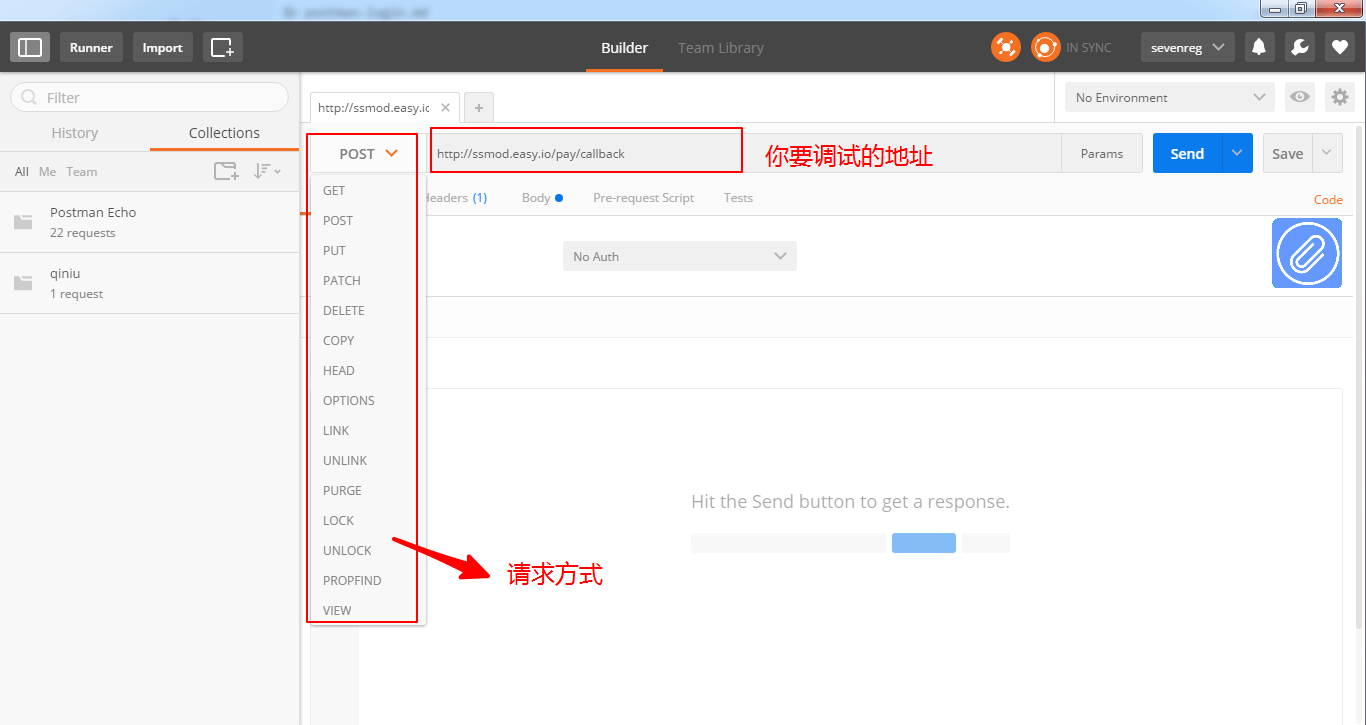 Runner
Import
Builder
Team Library
IN SYNC
sevenreg
Filter
History
Collections
All Me Team
Postman Echo
22 requests
qiniu
1 request
http://ssmod.easy.ic
No Environment
POST
http://ssmod.easy.io/pay/callback
你要调试的地址
Params
Send
Save
Headers (1)
Body
Pre-request Script
Tests
Code
No Auth
GET
POST
PUT
PATCH
DELETE
COPY
HEAD
OPTIONS
LINK
UNLINK
PURGE
LOCK
UNLOCK
PROPFIND
VIEW
请求方式
Hit the Send button to get a response.